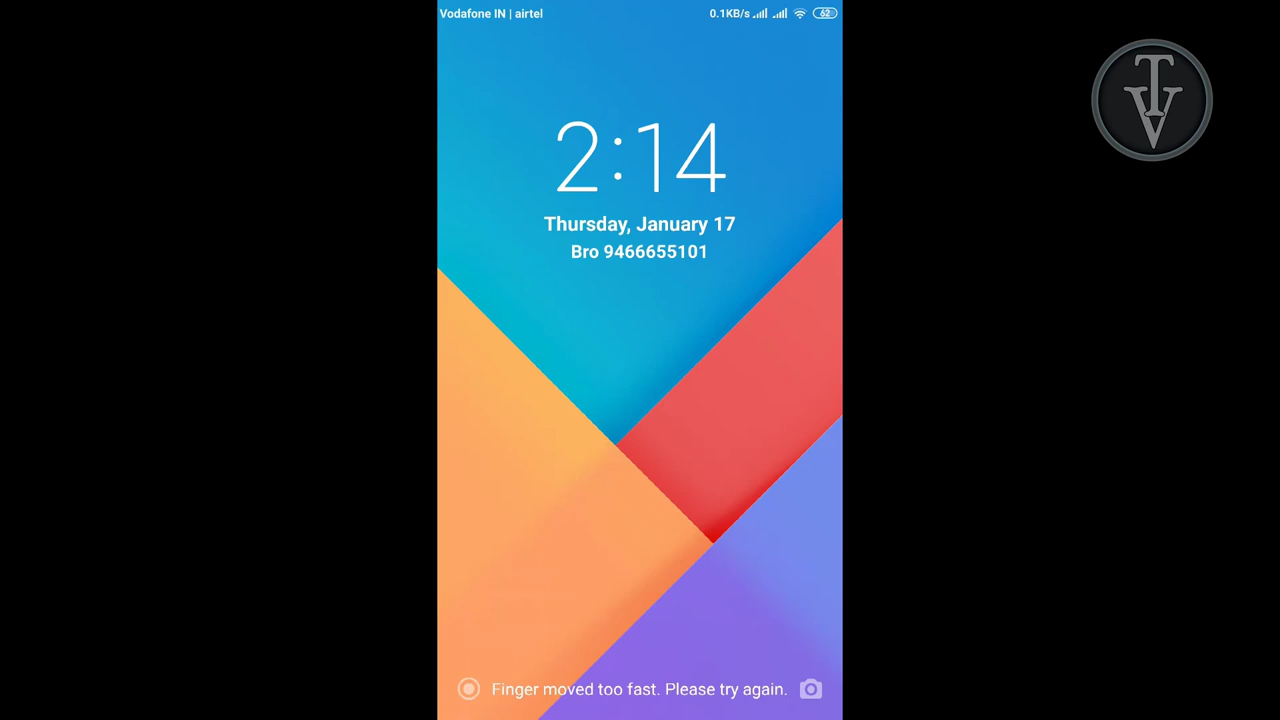 Vodafone IN | airtel
0.1KB/s
62
2:14
Thursday, January 17
Bro 9466655101
Finger moved too fast. Please try again.
TV